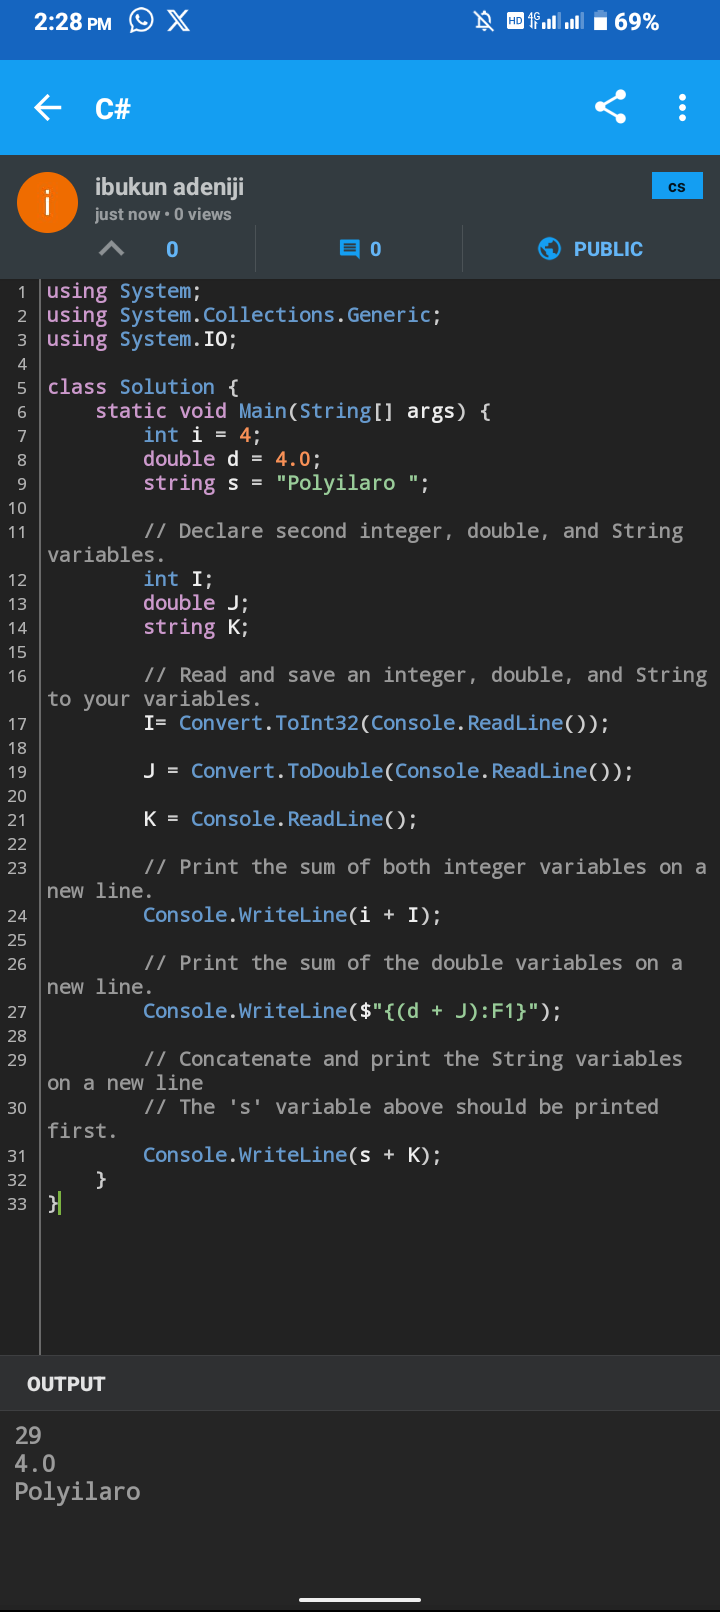 2:28 PM HD 4G 69%
C#
i ibukun adeniji cs
just now • 0 views
0 0 PUBLIC
1 using System;
2 using System.Collections.Generic;
3 using System.IO;
4
5 class Solution {
6     static void Main(String[] args) {
7         int i = 4;
8         double d = 4.0;
9         string s = "Polyilaro ";
10
11         // Declare second integer, double, and String
variables.
12         int I;
13         double J;
14         string K;
15
16         // Read and save an integer, double, and String
to your variables.
17         I= Convert.ToInt32(Console.ReadLine());
18
19         J = Convert.ToDouble(Console.ReadLine());
20
21         K = Console.ReadLine();
22
23         // Print the sum of both integer variables on a
new line.
24         Console.WriteLine(i + I);
25
26         // Print the sum of the double variables on a
new line.
27         Console.WriteLine($"{(d + J):F1}");
28
29         // Concatenate and print the String variables
on a new line
30         // The 's' variable above should be printed
first.
31         Console.WriteLine(s + K);
32     }
33 }
OUTPUT
29
4.0
Polyilaro